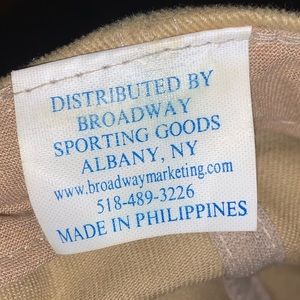 DISTRIBUTED BY
BROADWAY
SPORTING GOODS
ALBANY, NY
www.broadwaymarketing.com
518-489-3226
MADE IN PHILIPPINES